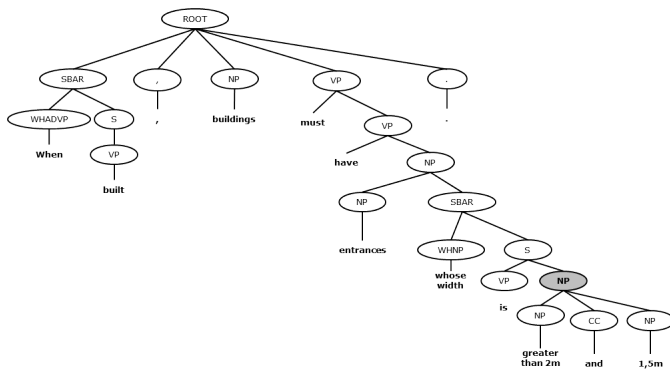 ROOT
SBAR , NP VP .
WHADVP S , buildings must VP .
When VP have NP
built NP SBAR
entrances WHNP S
whose width VP NP
is NP CC NP
greater than 2m and 1,5m